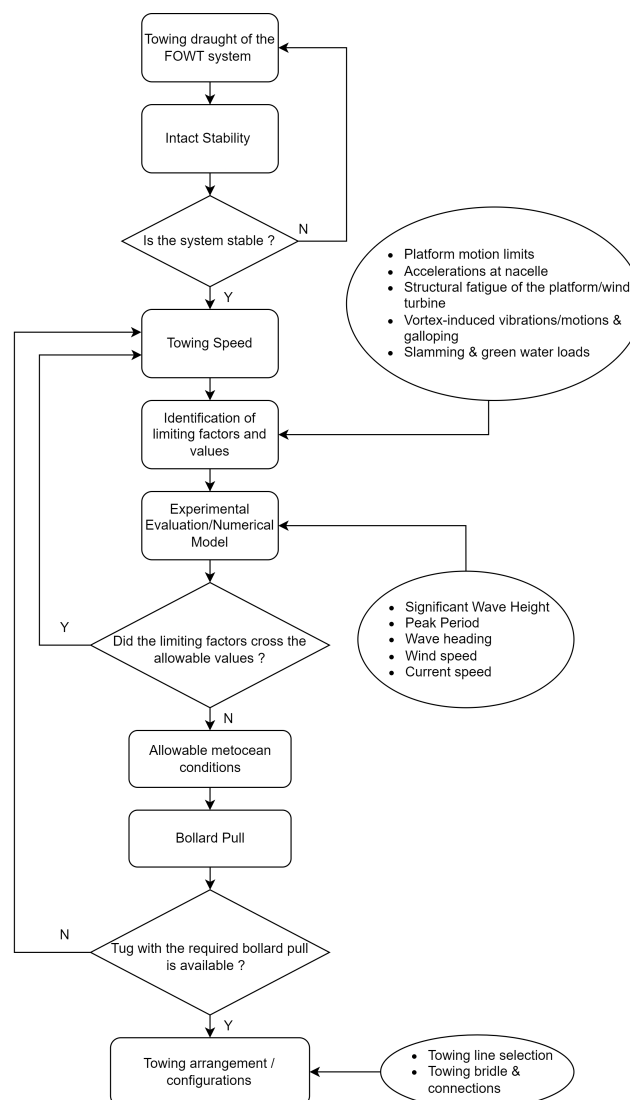 Towing draught of the
FOWT system
Intact Stability
Is the system stable ?
N
Y
Towing Speed
• Platform motion limits
• Accelerations at nacelle
• Structural fatigue of the platform/wind
turbine
• Vortex-induced vibrations/motions &
galloping
• Slamming & green water loads
Identification of
limiting factors and
values
Experimental
Evaluation/Numerical
Model
• Significant Wave Height
• Peak Period
• Wave heading
• Wind speed
• Current speed
Did the limiting factors cross the
allowable values ?
Y
N
Allowable metocean
conditions
Bollard Pull
Tug with the required bollard pull
is available ?
N
Y
Towing arrangement /
configurations
• Towing line selection
• Towing bridle &
connections